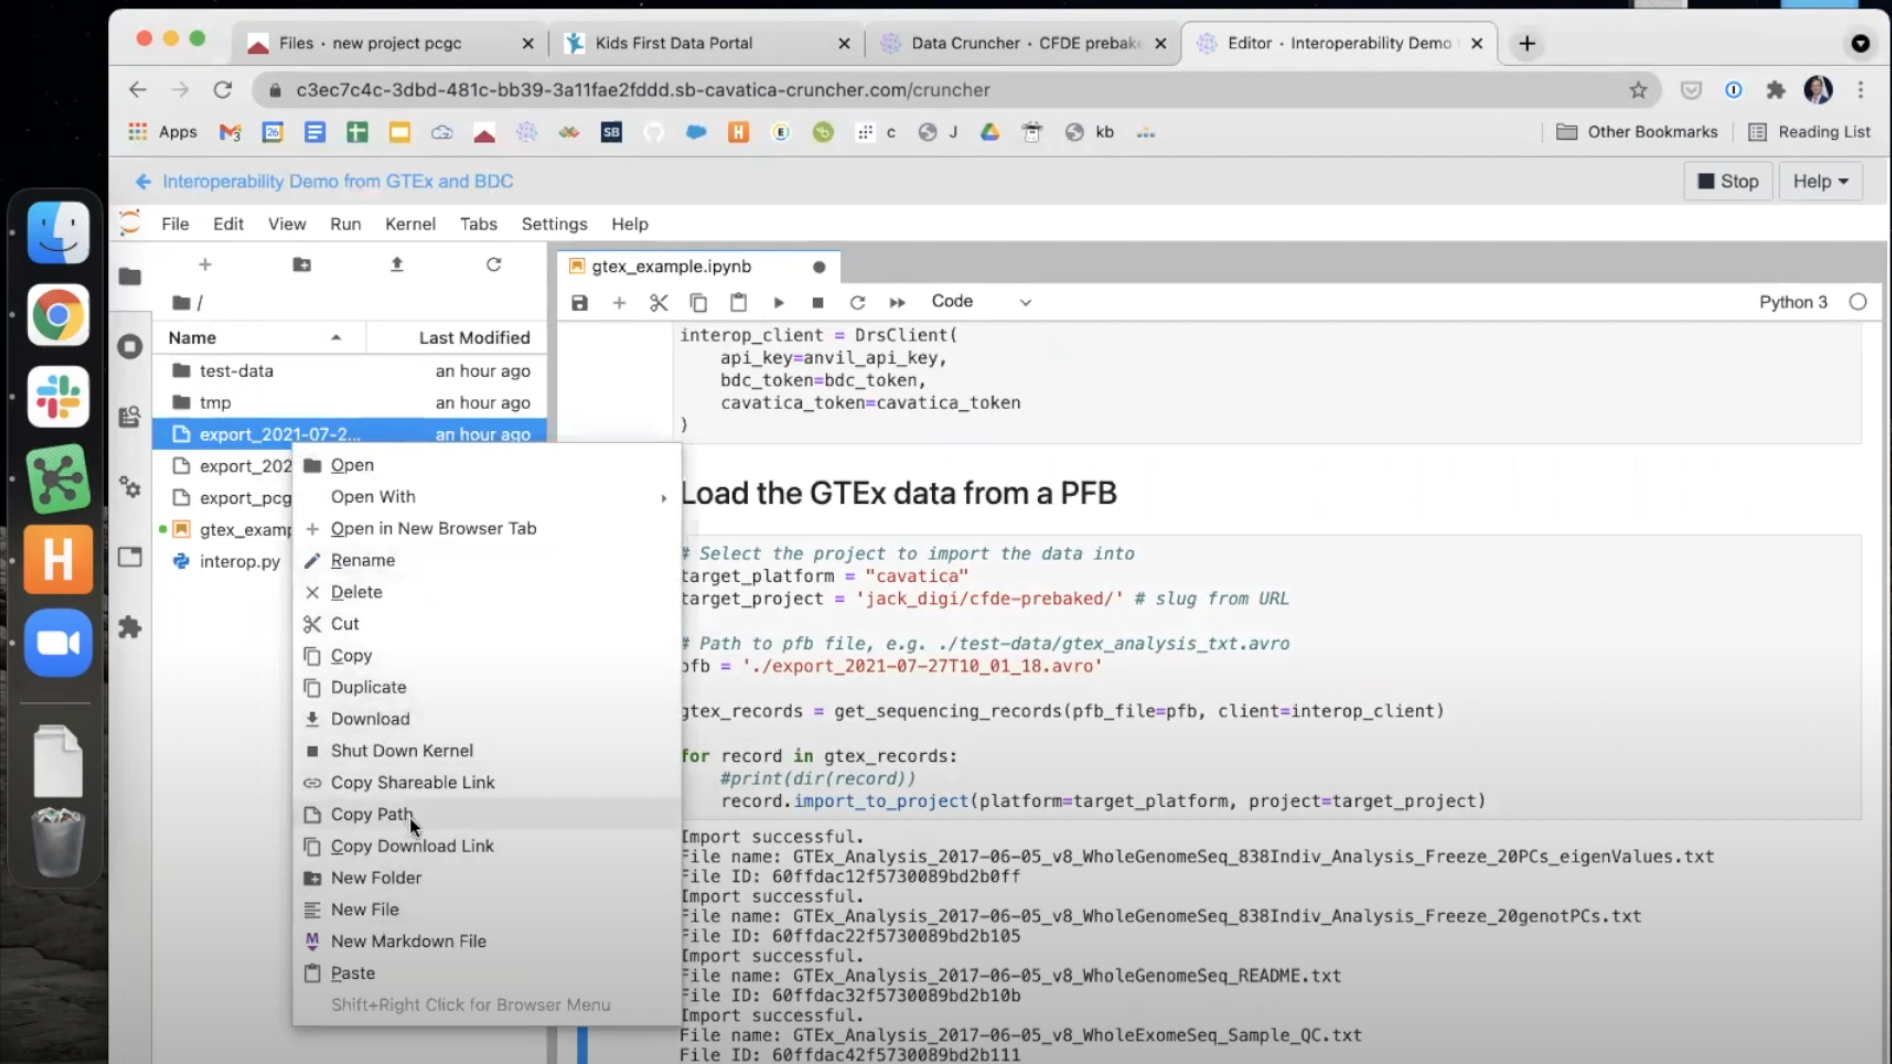 Files · new project pcgc
Kids First Data Portal
Data Cruncher · CFDE prebake
Editor · Interoperability Demo
c3ec7c4c-3dbd-481c-bb39-3a11fae2fddd.sb-cavatica-cruncher.com/cruncher
Apps
26
SB
H
E
c
J
kb
Other Bookmarks
Reading List
Interoperability Demo from GTEx and BDC
Stop
Help
File Edit View Run Kernel Tabs Settings Help
gtex_example.ipynb
/
Code
Python 3
Name
Last Modified
test-data an hour ago
tmp an hour ago
export_2021-07-2... an hour ago
export_202
export_pcg
gtex_examp
interop.py
H
Open
Open With
Open in New Browser Tab
Rename
Delete
Cut
Copy
Duplicate
Download
Shut Down Kernel
Copy Shareable Link
Copy Path
Copy Download Link
New Folder
New File
New Markdown File
Paste
Shift+Right Click for Browser Menu
interop_client = DrsClient(
api_key=anvil_api_key,
bdc_token=bdc_token,
cavatica_token=cavatica_token
)
Load the GTEx data from a PFB
# Select the project to import the data into
target_platform = "cavatica"
target_project = 'jack_digi/cfde-prebaked/' # slug from URL
# Path to pfb file, e.g. ./test-data/gtex_analysis_txt.avro
pfb = './export_2021-07-27T10_01_18.avro'
gtex_records = get_sequencing_records(pfb_file=pfb, client=interop_client)
for record in gtex_records:
#print(dir(record))
record.import_to_project(platform=target_platform, project=target_project)
Import successful.
File name: GTEx_Analysis_2017-06-05_v8_WholeGenomeSeq_838Indiv_Analysis_Freeze_20PCs_eigenValues.txt
File ID: 60ffdac12f5730089bd2b0ff
Import successful.
File name: GTEx_Analysis_2017-06-05_v8_WholeGenomeSeq_838Indiv_Analysis_Freeze_20genotPCs.txt
File ID: 60ffdac22f5730089bd2b105
Import successful.
File name: GTEx_Analysis_2017-06-05_v8_WholeGenomeSeq_README.txt
File ID: 60ffdac32f5730089bd2b10b
Import successful.
File name: GTEx_Analysis_2017-06-05_v8_WholeExomeSeq_Sample_QC.txt
File ID: 60ffdac42f5730089bd2b111